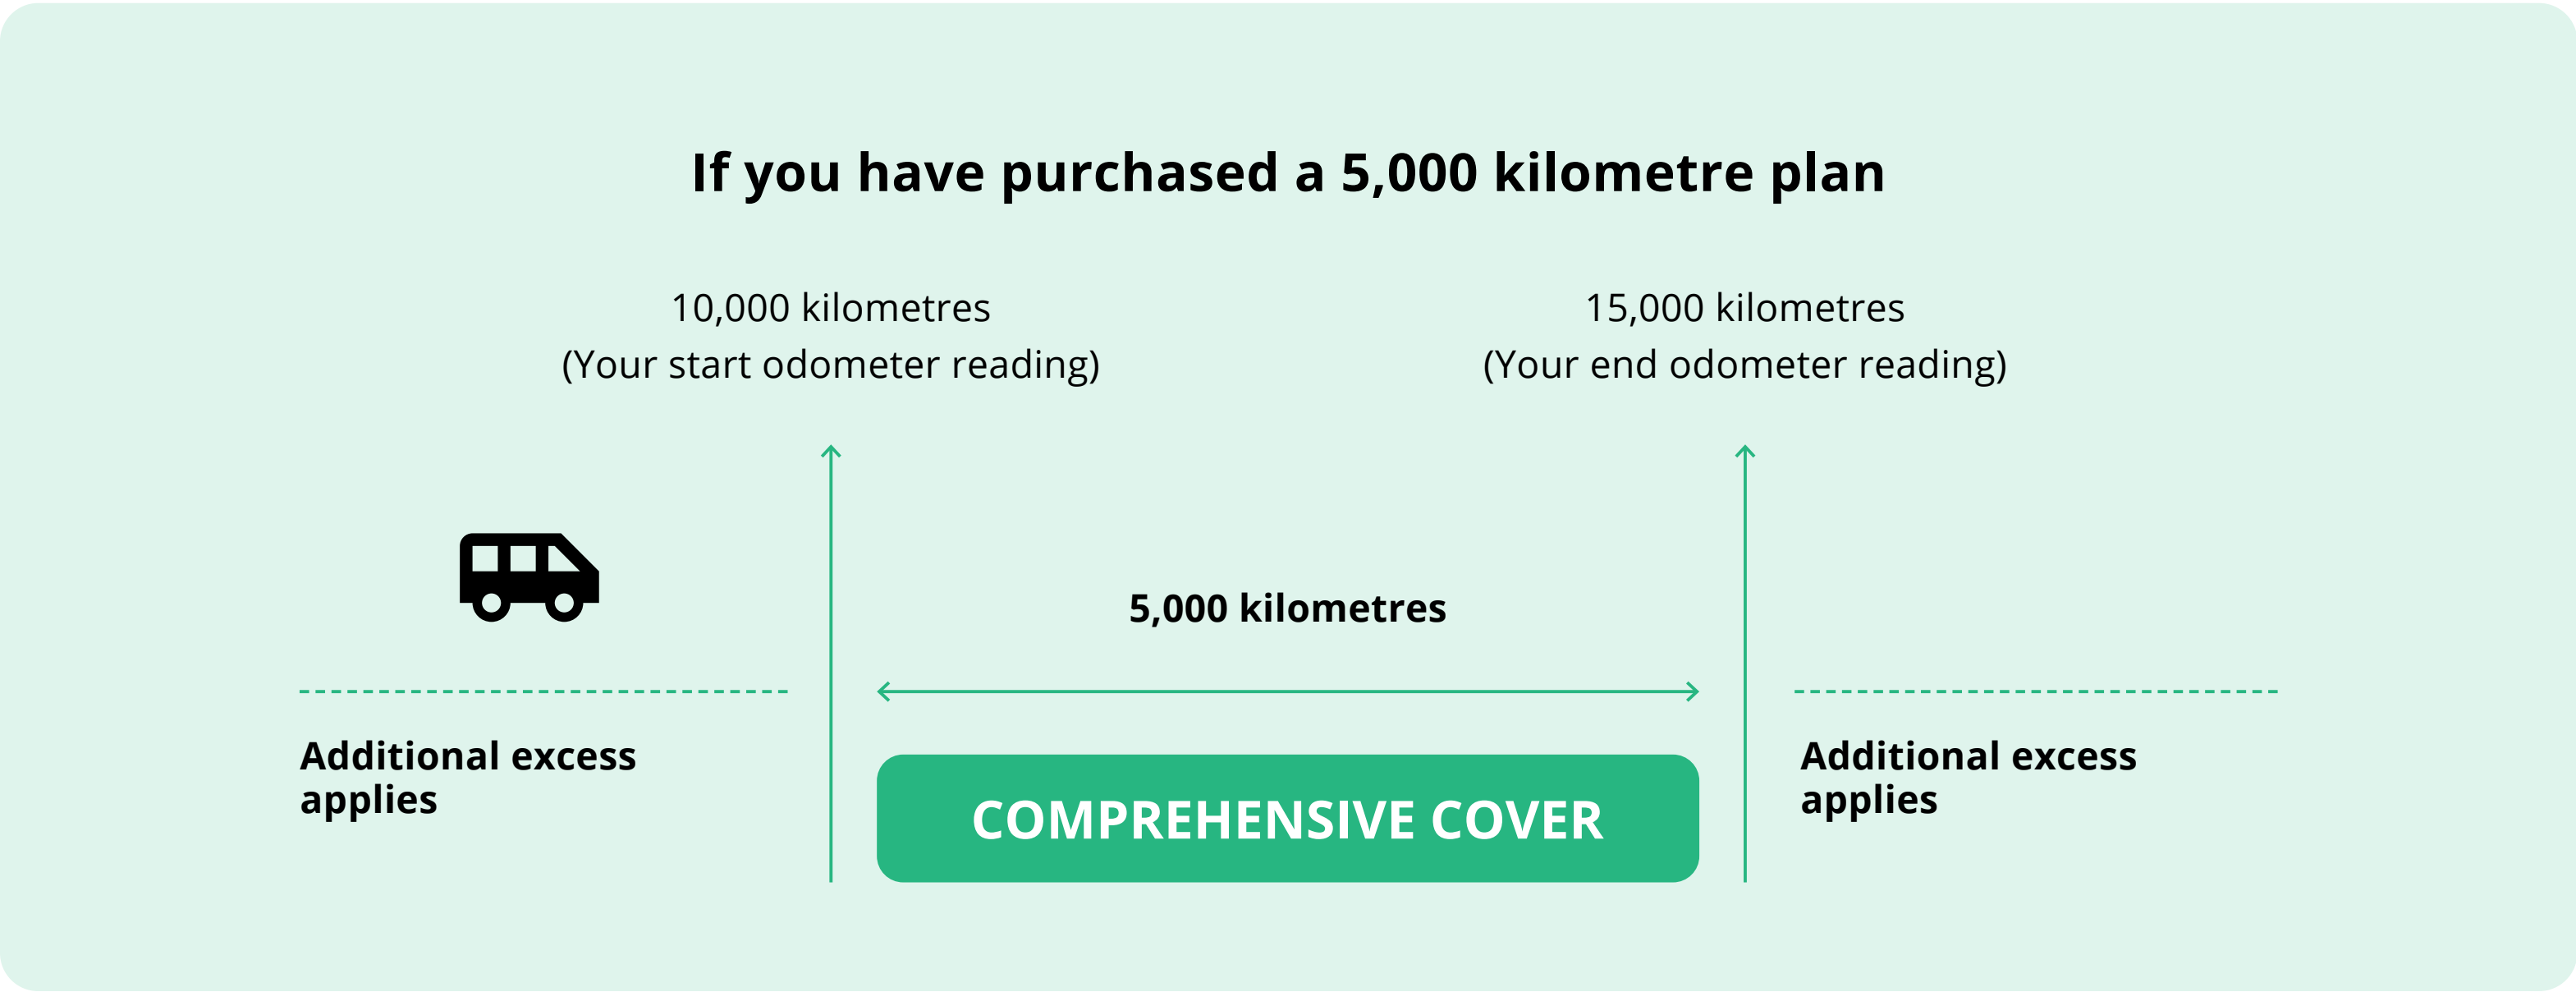 If you have purchased a 5,000 kilometre plan
10,000 kilometres
(Your start odometer reading)
15,000 kilometres
(Your end odometer reading)
5,000 kilometres
Additional excess
applies
COMPREHENSIVE COVER
Additional excess
applies